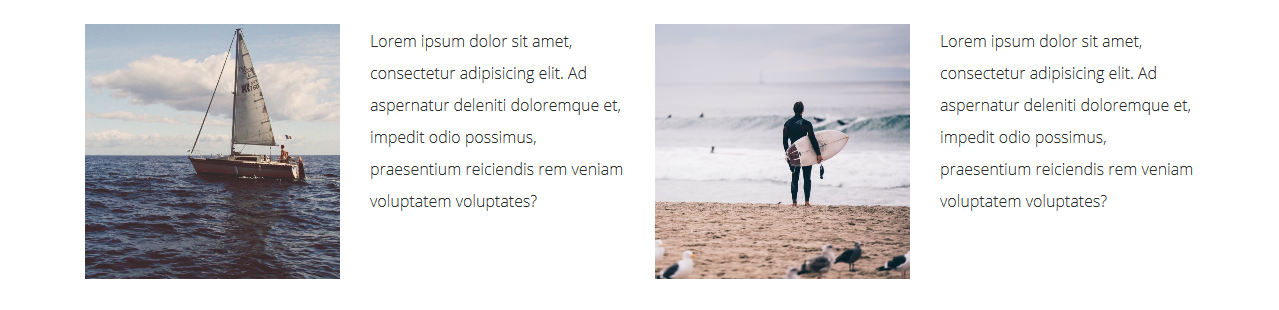 Lorem ipsum dolor sit amet,
consectetur adipisicing elit. Ad
aspernatur deleniti doloremque et,
impedit odio possimus,
praesentium reiciendis rem veniam
voluptatem voluptates?
Lorem ipsum dolor sit amet,
consectetur adipisicing elit. Ad
aspernatur deleniti doloremque et,
impedit odio possimus,
praesentium reiciendis rem veniam
voluptatem voluptates?